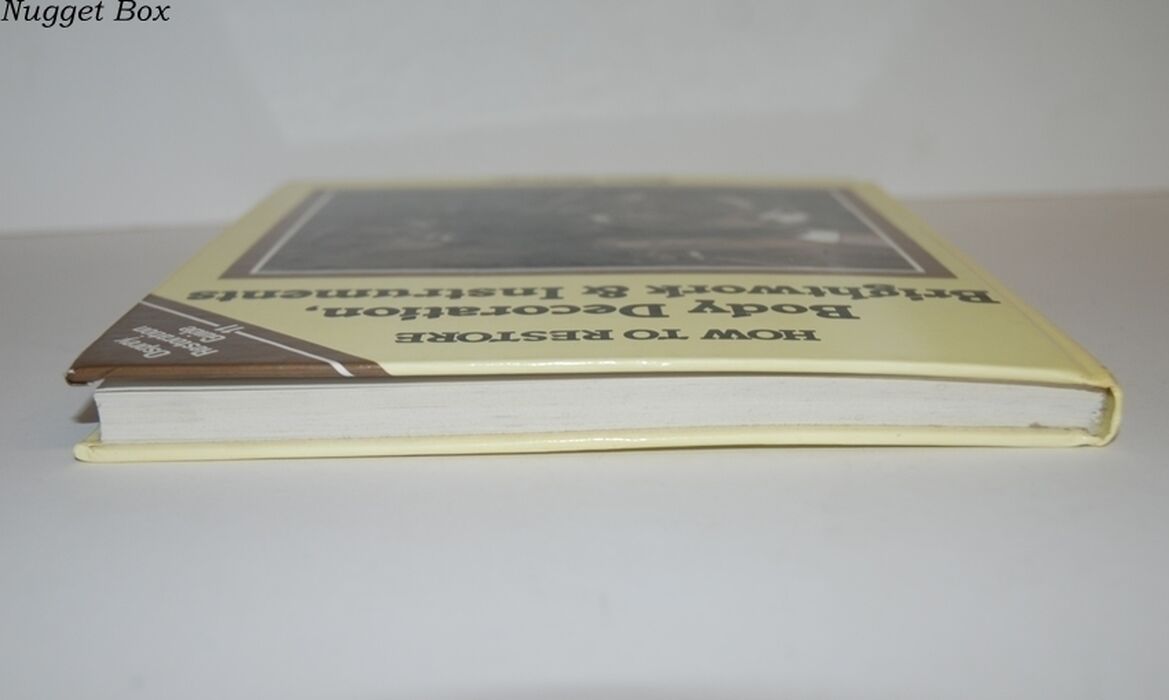 Nugget Box
HOW TO RESTORE
Body Decoration,
Brightwork & Instruments
Osprey
Restoration
Guide 11